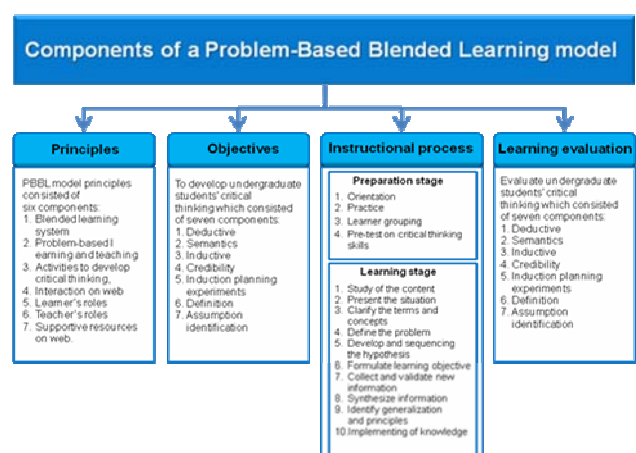 Components of a Problem-Based Blended Learning model
Principles
PBBL model principles
consisted of
six components:
1. Blended learning
system
2. Problem-based l
earning and teaching
3. Activities to develop
critical thinking,
4. Interaction on web
5. Learner's roles
6. Teacher's roles
7. Supportive resources
on web.
Objectives
To develop undergraduate
students' critical
thinking which consisted
of seven components:
1. Deductive
2. Semantics
3. Inductive
4. Credibility
5. Induction planning
experiments
6. Definition
7. Assumption
identification
Instructional process
Preparation stage
1. Orientation
2. Practice
3. Learner grouping
4. Pre-test on critical thinking
skills
Learning stage
1. Study of the content
2. Present the situation
3. Clarify the terms and
concepts
4. Define the problem
5. Develop and sequencing
the hypothesis
6. Formulate learning objective
7. Collect and validate new
information
8. Synthesize information
9. Identify generalization
and principles
10.Implementing of knowledge
Learning evaluation
Evaluate undergraduate
students' critical
thinking which consisted
of seven components:
1. Deductive
2. Semantics
3. Inductive
4. Credibility
5. Induction planning
experiments
6. Definition
7. Assumption
identification